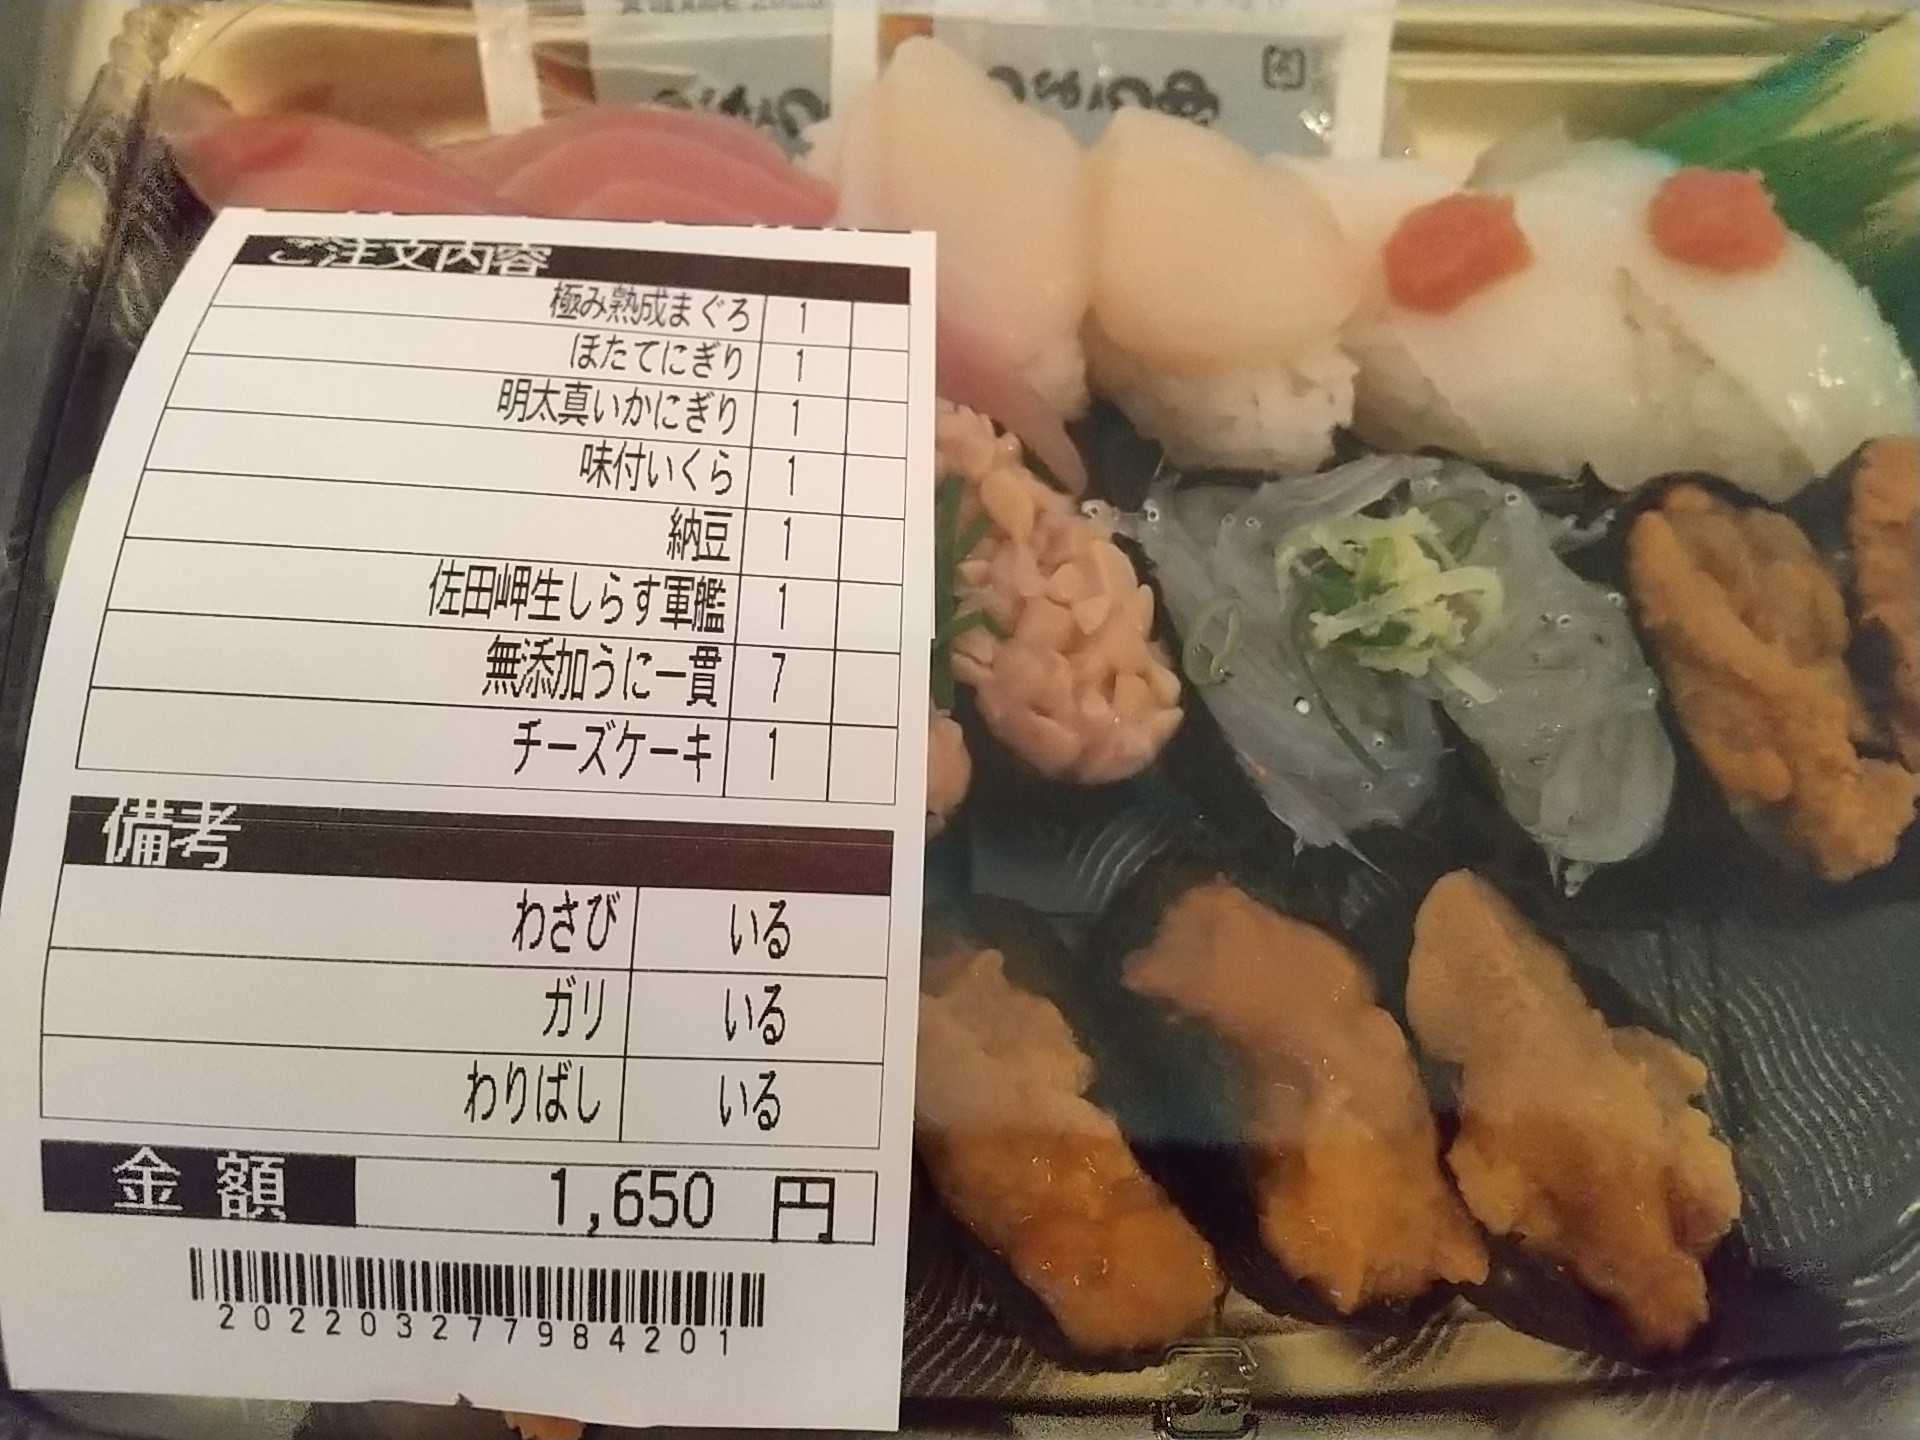 ご注文内容
極み熟成まぐろ 1
ほたてにぎり 1
明太真いかにぎり 1
味付いくら 1
納豆 1
佐田岬生しらす軍艦 1
無添加うに一貫 7
チーズケーキ 1
備考
わさび いる
ガリ いる
わりばし いる
金額 1,650 円
202203277984201